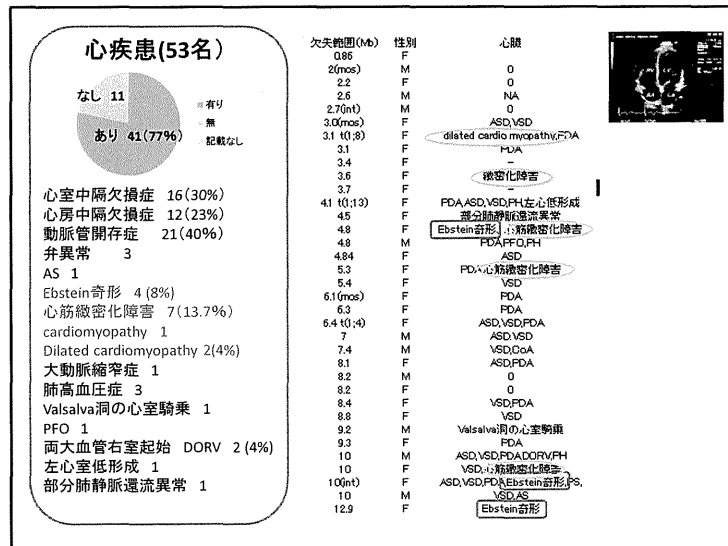 心疾患(53名)
なし 11
あり 41(77%)
有り
無
記載なし
心室中隔欠損症 16(30%)
心房中隔欠損症 12(23%)
動脈管開存症 21(40%)
弁異常 3
AS 1
Ebstein奇形 4 (8%)
心筋緻密化障害 7(13.7%)
cardiomyopathy 1
Dilated cardiomyopathy 2(4%)
大動脈縮窄症 1
肺高血圧症 3
Valsalva洞の心室騎乗 1
PFO 1
両大血管右室起始 DORV 2 (4%)
左心室低形成 1
部分肺静脈還流異常 1
欠失範囲(Mb) 性別 心臓
0.86 F
2(mos) M 0
2.2 F 0
2.6 M NA
2.7(int) M 0
3.0(mos) F ASD,VSD
3.1 t(1;8) F dilated cardio myopathy,PDA
3.1 F PDA
3.4 F -
3.6 F 緻密化障害
3.7 F -
4.1 t(1;13) F PDA,ASD,VSD,PH,左心低形成
4.5 F 部分肺静脈還流異常
4.8 F Ebstein奇形, 心筋緻密化障害
4.8 M PDA,PFO,PH
4.84 F ASD
5.3 F PDA,心筋緻密化障害
5.4 F VSD
6.1(mos) F PDA
6.3 F PDA
6.4 t(1;4) F ASD,VSD,PDA
7 M ASD,VSD
7.4 M VSD,CoA
8.1 F ASD,PDA
8.2 M 0
8.2 F 0
8.4 F VSD,PDA
8.8 F VSD
9.2 M Valsalva洞の心室騎乗
9.3 F PDA
10 M ASD,VSD,PDA,DORV,PH
10 F VSD,心筋緻密化障害
10(int) F ASD,VSD,PDA,Ebstein奇形,PS,
10 M VSD,AS
12.9 F Ebstein奇形